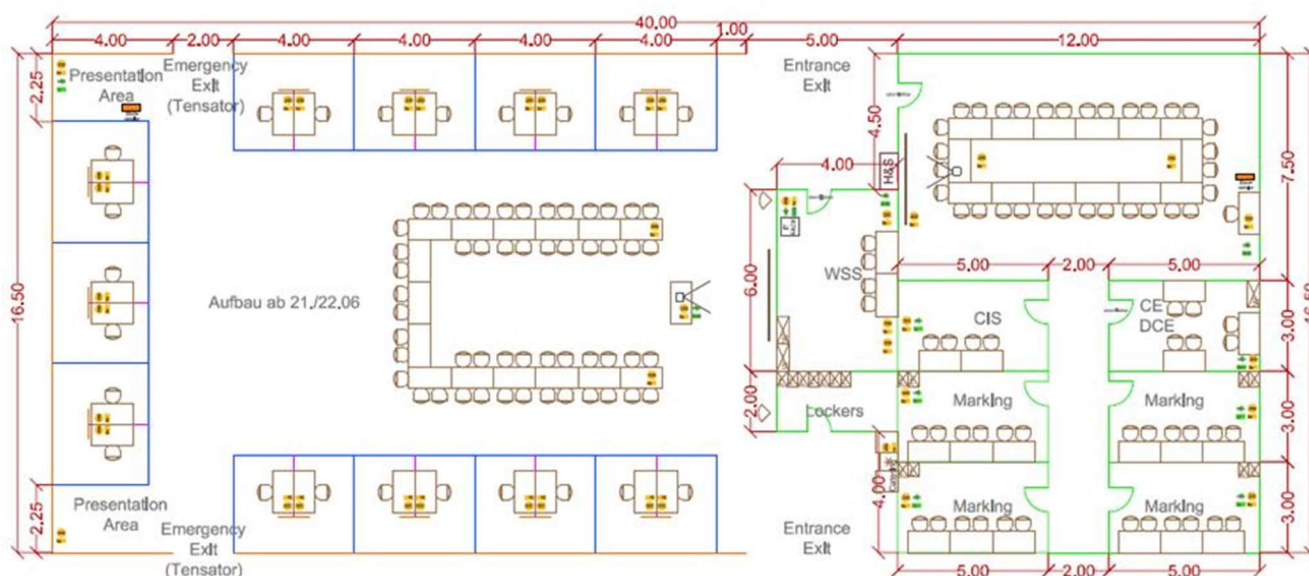 40.00
4.00
2.00
4.00
4.00
4.00
4.00
1.00
5.00
12.00
2.25
Presentation
Area
Emergency
Exit
(Tensator)
Entrance
Exit
4.50
4.00
H&S
7.50
16.50
Aufbau ab 21./22.06
6.00
WSS
5.00
2.00
5.00
16.50
CIS
CE
DCE
3.00
2.00
Lockers
Marking
Marking
3.00
4.00
Marking
Marking
3.00
2.25
Presentation
Area
Emergency
Exit
(Tensator)
Entrance
Exit
5.00
2.00
5.00